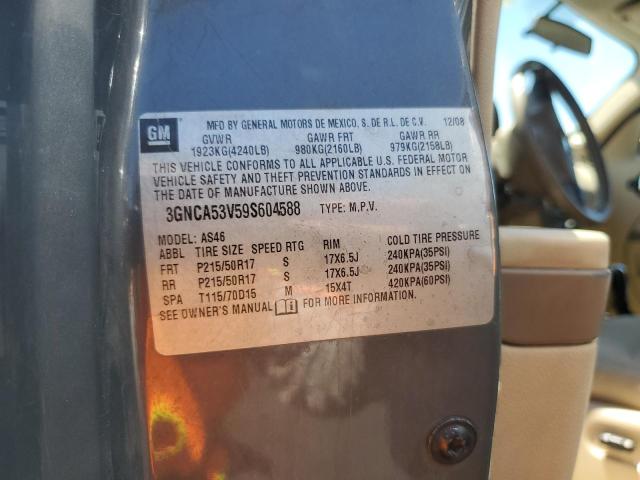 GM MFD BY GENERAL MOTORS DE MEXICO, S. DE R.L. DE C.V. 12/08
GVWR GAWR FRT GAWR RR
1923KG(4240LB) 980KG(2160LB) 979KG(2158LB)
THIS VEHICLE CONFORMS TO ALL APPLICABLE U.S. FEDERAL MOTOR
VEHICLE SAFETY AND THEFT PREVENTION STANDARDS IN EFFECT ON
THE DATE OF MANUFACTURE SHOWN ABOVE.
3GNCA53V59S604588 TYPE: M.P.V.
MODEL: AS46
ABBL TIRE SIZE SPEED RTG RIM COLD TIRE PRESSURE
FRT P215/50R17 S 17X6.5J 240KPA(35PSI)
RR P215/50R17 S 17X6.5J 240KPA(35PSI)
SPA T115/70D15 M 15X4T 420KPA(60PSI)
SEE OWNER'S MANUAL FOR MORE INFORMATION.